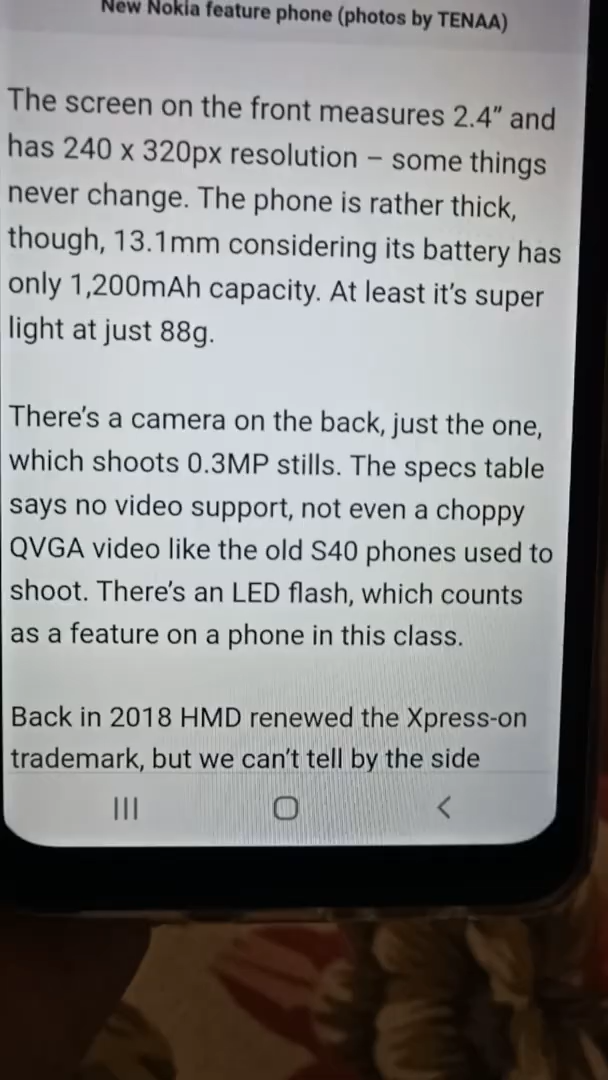 New Nokia feature phone (photos by TENAA)
The screen on the front measures 2.4” and
has 240 x 320px resolution – some things
never change. The phone is rather thick,
though, 13.1mm considering its battery has
only 1,200mAh capacity. At least it’s super
light at just 88g.
There’s a camera on the back, just the one,
which shoots 0.3MP stills. The specs table
says no video support, not even a choppy
QVGA video like the old S40 phones used to
shoot. There’s an LED flash, which counts
as a feature on a phone in this class.
Back in 2018 HMD renewed the Xpress-on
trademark, but we can’t tell by the side